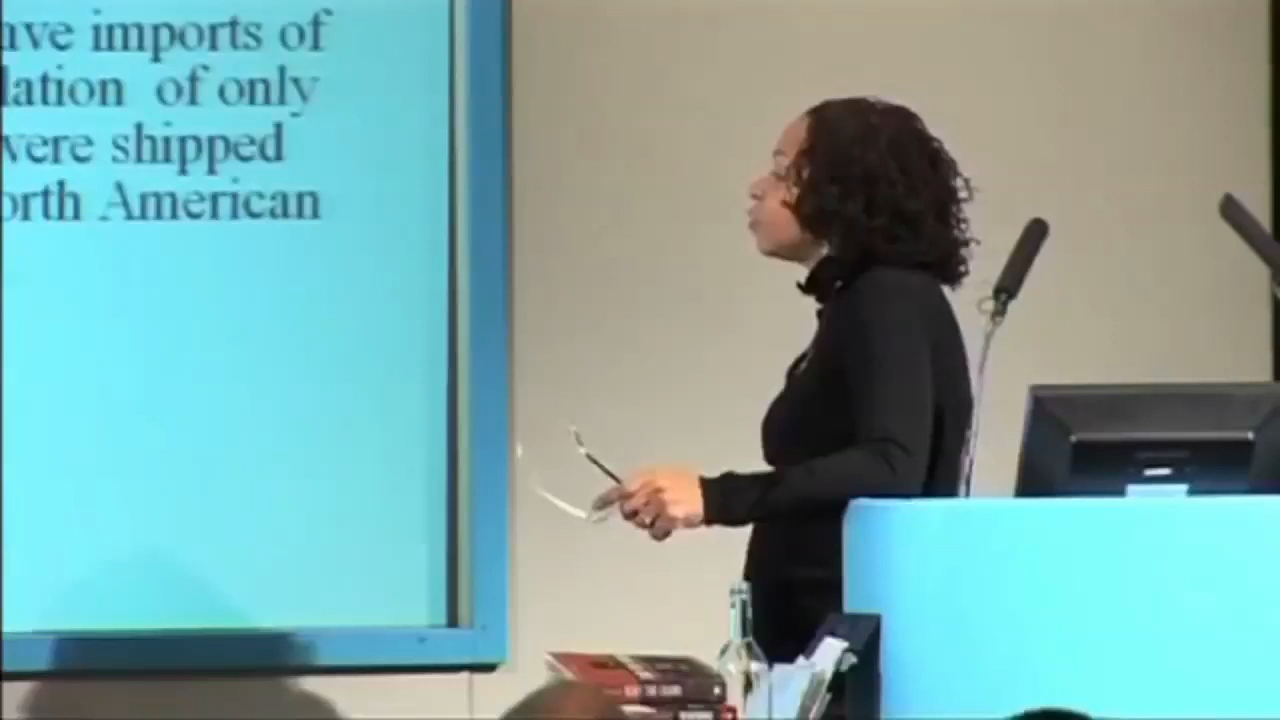 ave imports of
lation of only
were shipped
orth American